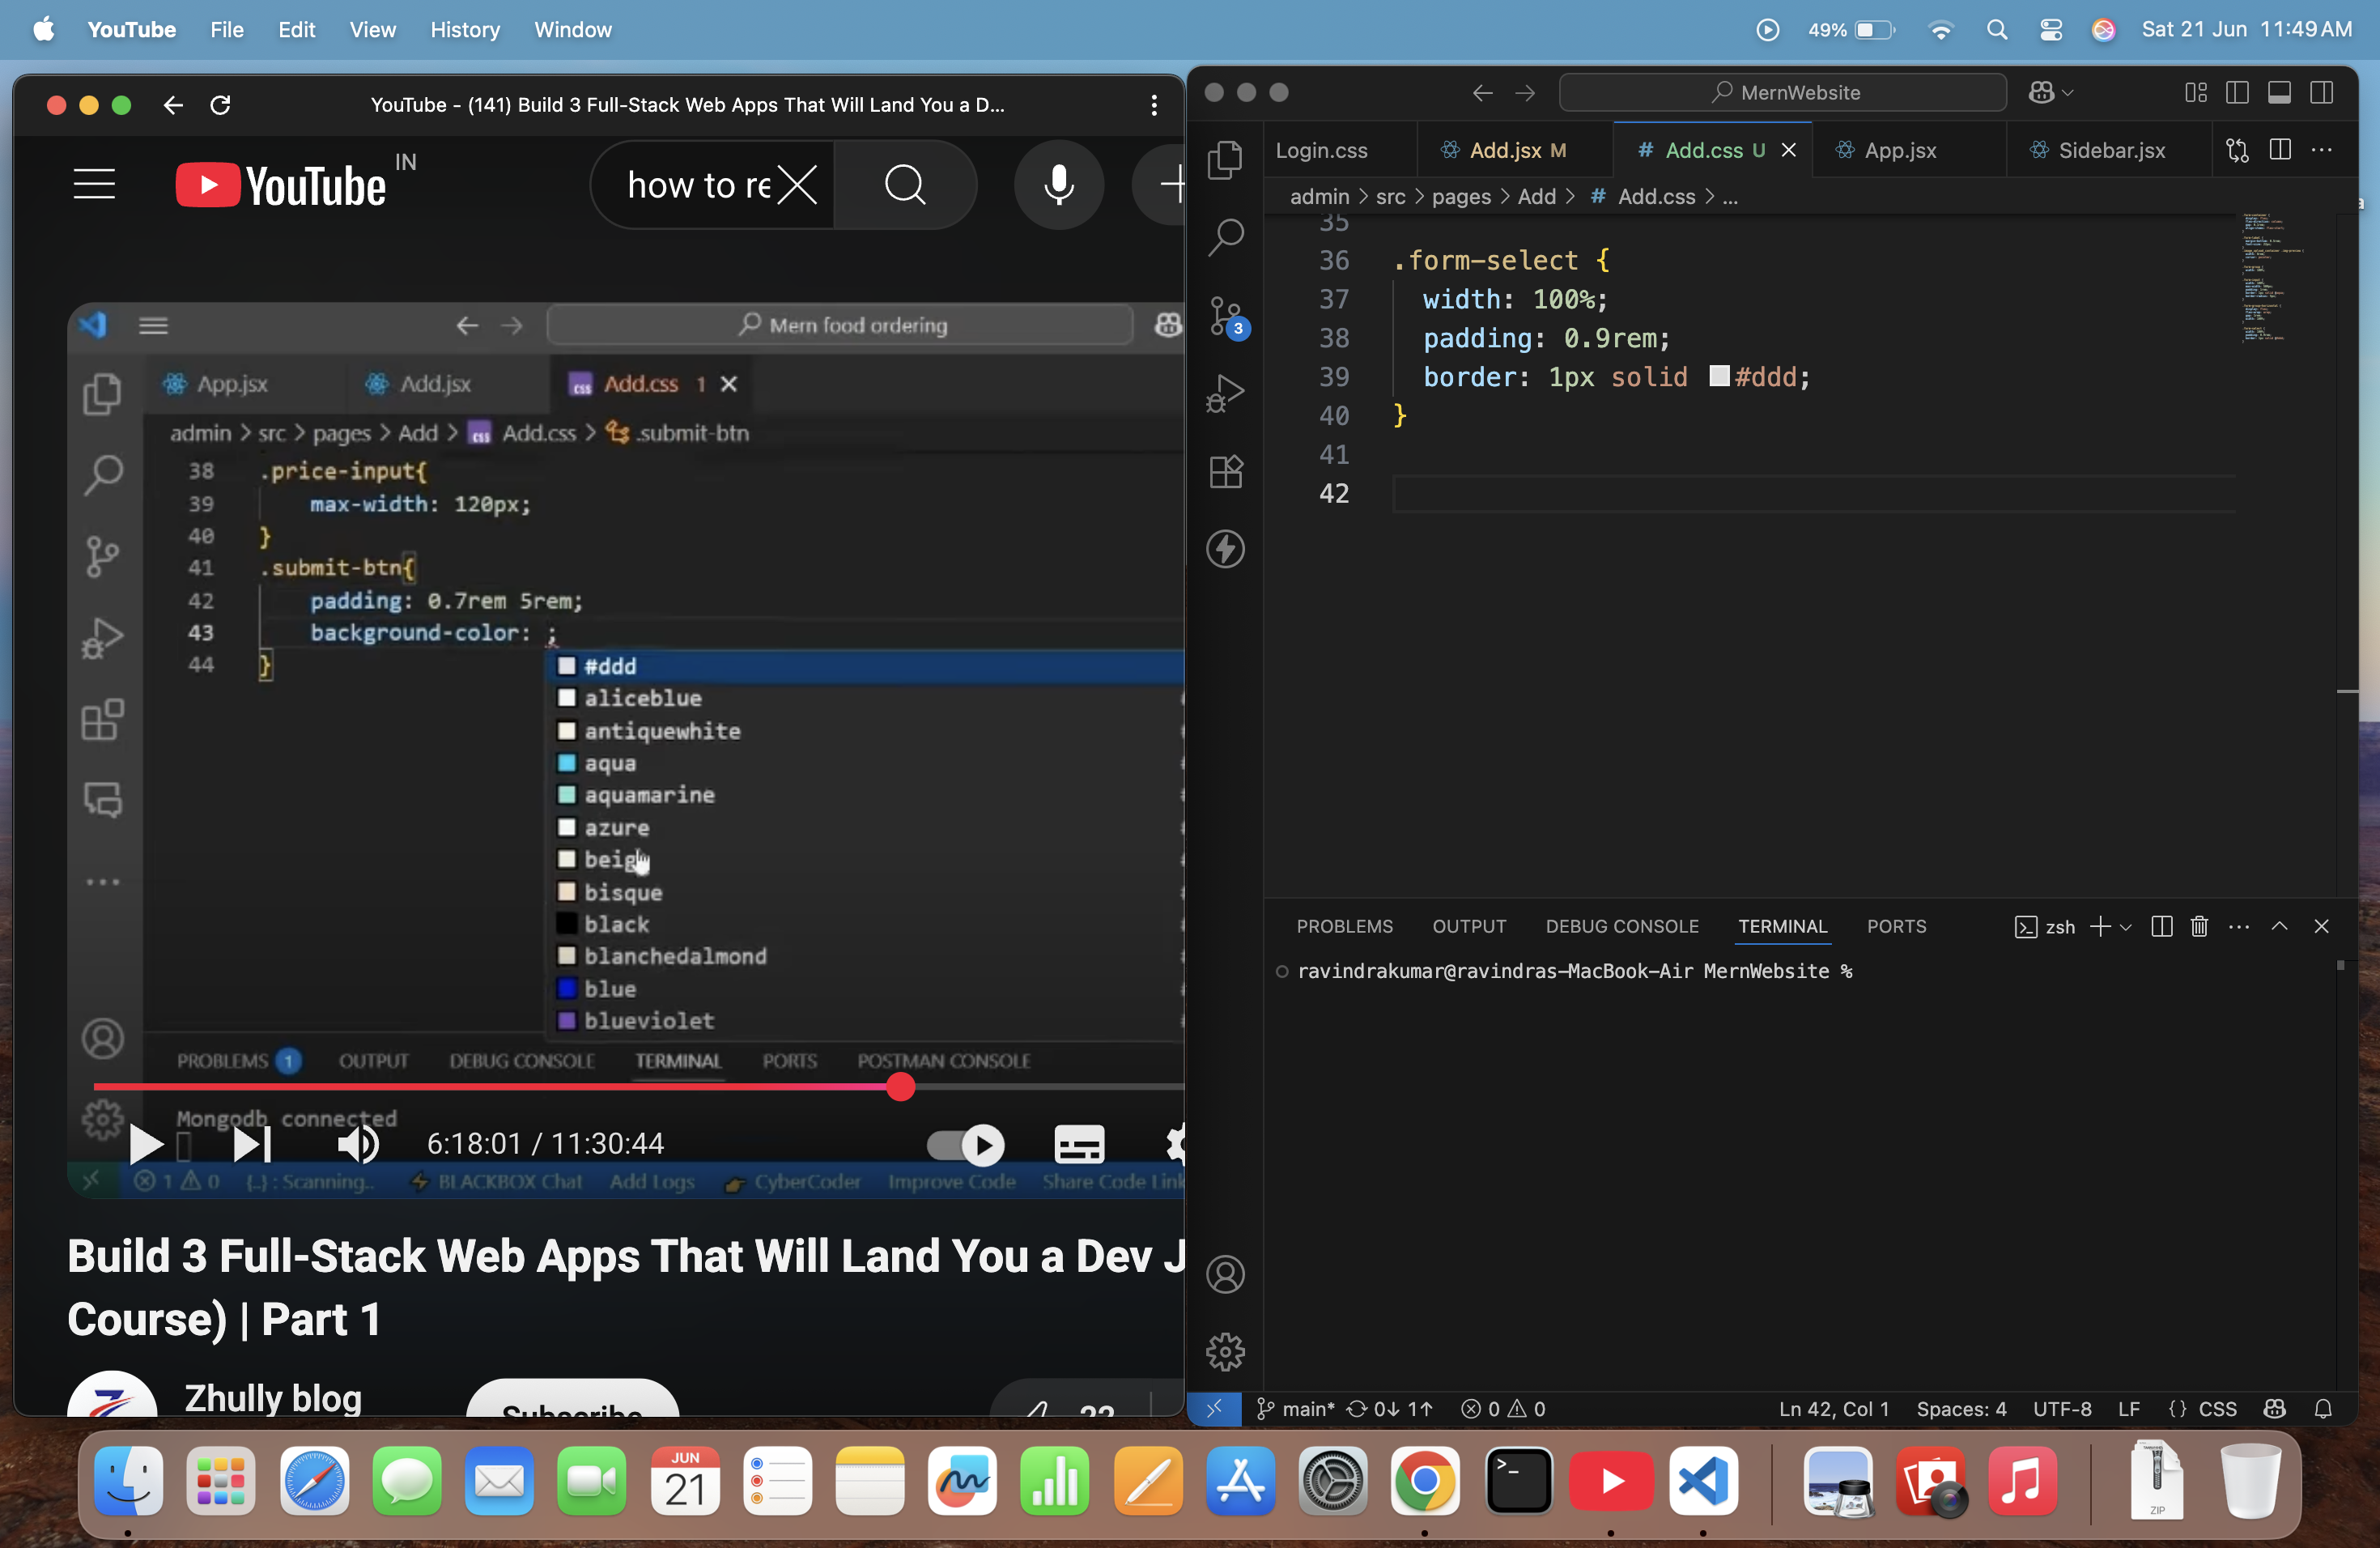 YouTube File Edit View History Window
49% Sat 21 Jun 11:49 AM
YouTube - (141) Build 3 Full-Stack Web Apps That Will Land You a D...
YouTube IN
how to re
Mern food ordering
App.jsx Add.jsx Add.css 1
admin > src > pages > Add > Add.css > .submit-btn
38 .price-input{
39 max-width: 120px;
40 }
41 .submit-btn{
42 padding: 0.7rem 5rem;
43 background-color: ;
44 }
#ddd
aliceblue
antiquewhite
aqua
aquamarine
azure
bisque
black
blanchedalmond
blue
blueviolet
PROBLEMS 1 OUTPUT DEBUG CONSOLE TERMINAL PORTS POSTMAN CONSOLE
Mongodb connected
6:18:01 / 11:30:44
1 0 {..} : Scanning.. BLACKBOX Chat Add Logs CyberCoder Improve Code Share Code Link
Build 3 Full-Stack Web Apps That Will Land You a Dev J
Course) | Part 1
Zhully blog
Subscribe
MernWebsite
Login.css Add.jsx M # Add.css U App.jsx Sidebar.jsx
admin > src > pages > Add > # Add.css > ...
35
36 .form-select {
37 width: 100%;
38 padding: 0.9rem;
39 border: 1px solid #ddd;
40 }
41
42
3
PROBLEMS OUTPUT DEBUG CONSOLE TERMINAL PORTS zsh
ravindrakumar@ravindras-MacBook-Air MernWebsite %
main* 0↓ 1↑ 0 0 Ln 42, Col 1 Spaces: 4 UTF-8 LF {} CSS
JUN
21
ZIP